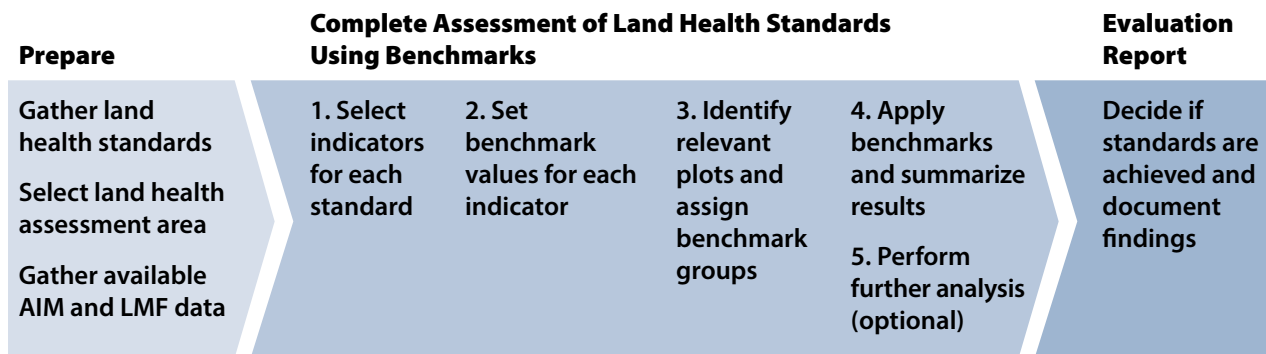 Prepare
Complete Assessment of Land Health Standards
Using Benchmarks
Evaluation
Report
Gather land
health standards
Select land health
assessment area
Gather available
AIM and LMF data
1. Select
indicators
for each
standard
2. Set
benchmark
values for each
indicator
3. Identify
relevant
plots and
assign
benchmark
groups
4. Apply
benchmarks
and summarize
results
5. Perform
further analysis
(optional)
Decide if
standards are
achieved and
document
findings